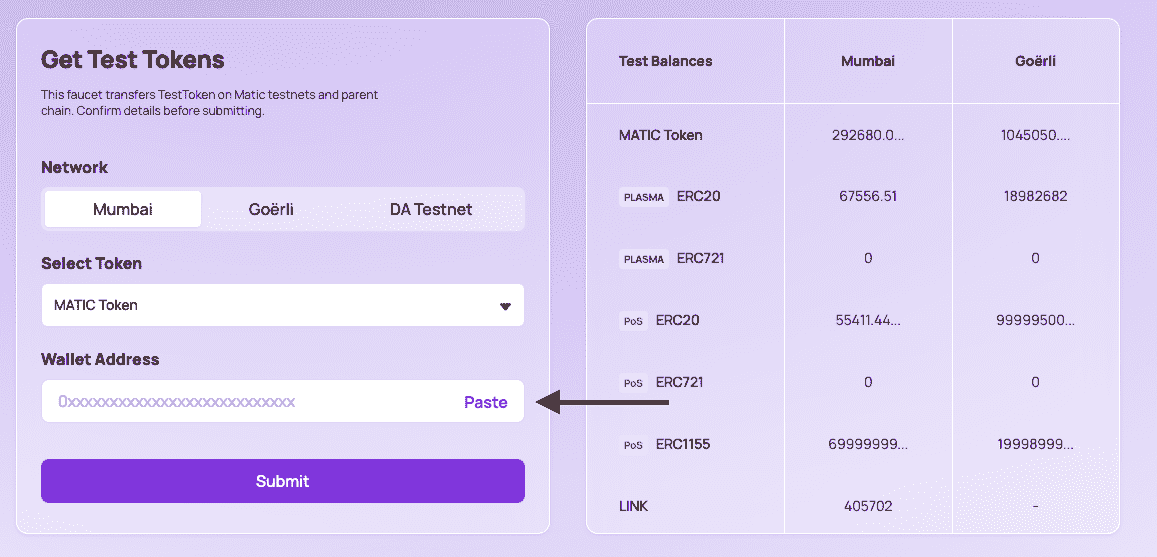 Get Test Tokens
This faucet transfers TestToken on Matic testnets and parent
chain. Confirm details before submitting.
Network
Mumbai Goërli DA Testnet
Select Token
MATIC Token
Wallet Address
0xxxxxxxxxxxxxxxxxxxxxxxxxxxx Paste
Submit
Test Balances Mumbai Goërli
MATIC Token 292680.0... 1045050....
PLASMA ERC20 67556.51 18982682
PLASMA ERC721 0 0
PoS ERC20 55411.44... 99999500...
PoS ERC721 0 0
PoS ERC1155 69999999... 19998999...
LINK 405702 -